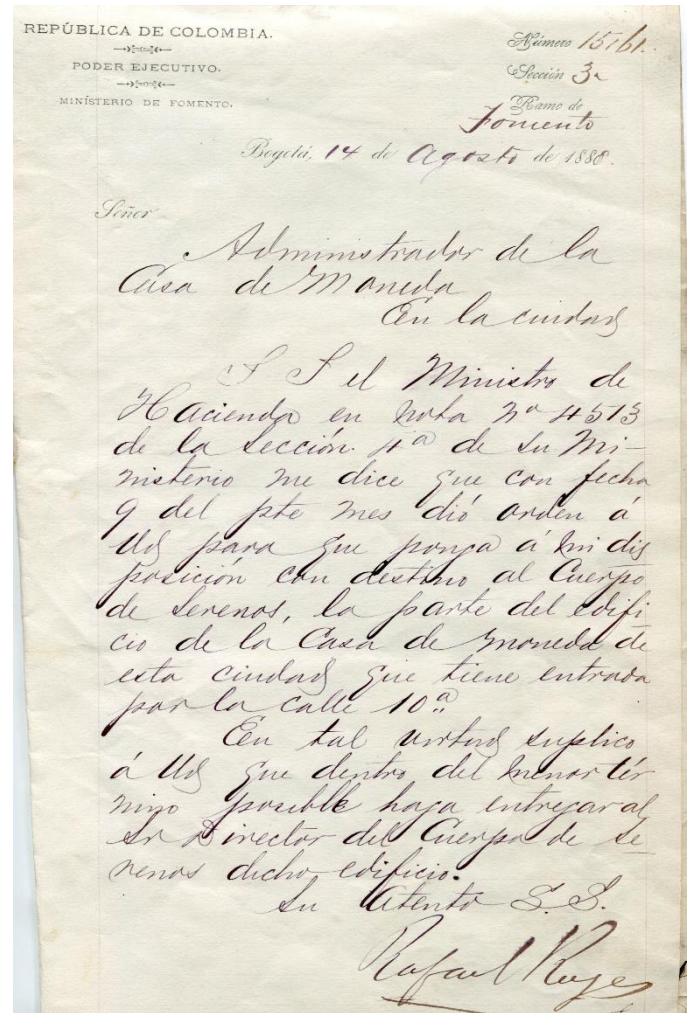 REPÚBLICA DE COLOMBIA.
PODER EJECUTIVO.
MINISTERIO DE FOMENTO.
Número 15161.
Sección 3a
Ramo de
Fomento
Bogotá, 14 de Agosto de 1888.
Señor
Administrador de la
Casa de Moneda
En la ciudad
S S el Ministro de
Hacienda en nota No 4513
de la Sección 4a de su Mi-
nisterio me dice que con fecha
9 del pte mes dió orden á
Ud para que ponga á mi dis
posición con destino al Cuerpo
de Serenos, la parte del edifi
cio de la Casa de Moneda de
esta ciudad que tiene entrada
por la calle 10a.
En tal virtud suplico
á Ud que dentro del menor tér
mino posible haga entregar al
Sr Director del Cuerpo de Se
renos dicho edificio.
Su Atento S. S.
Rafael Reyes